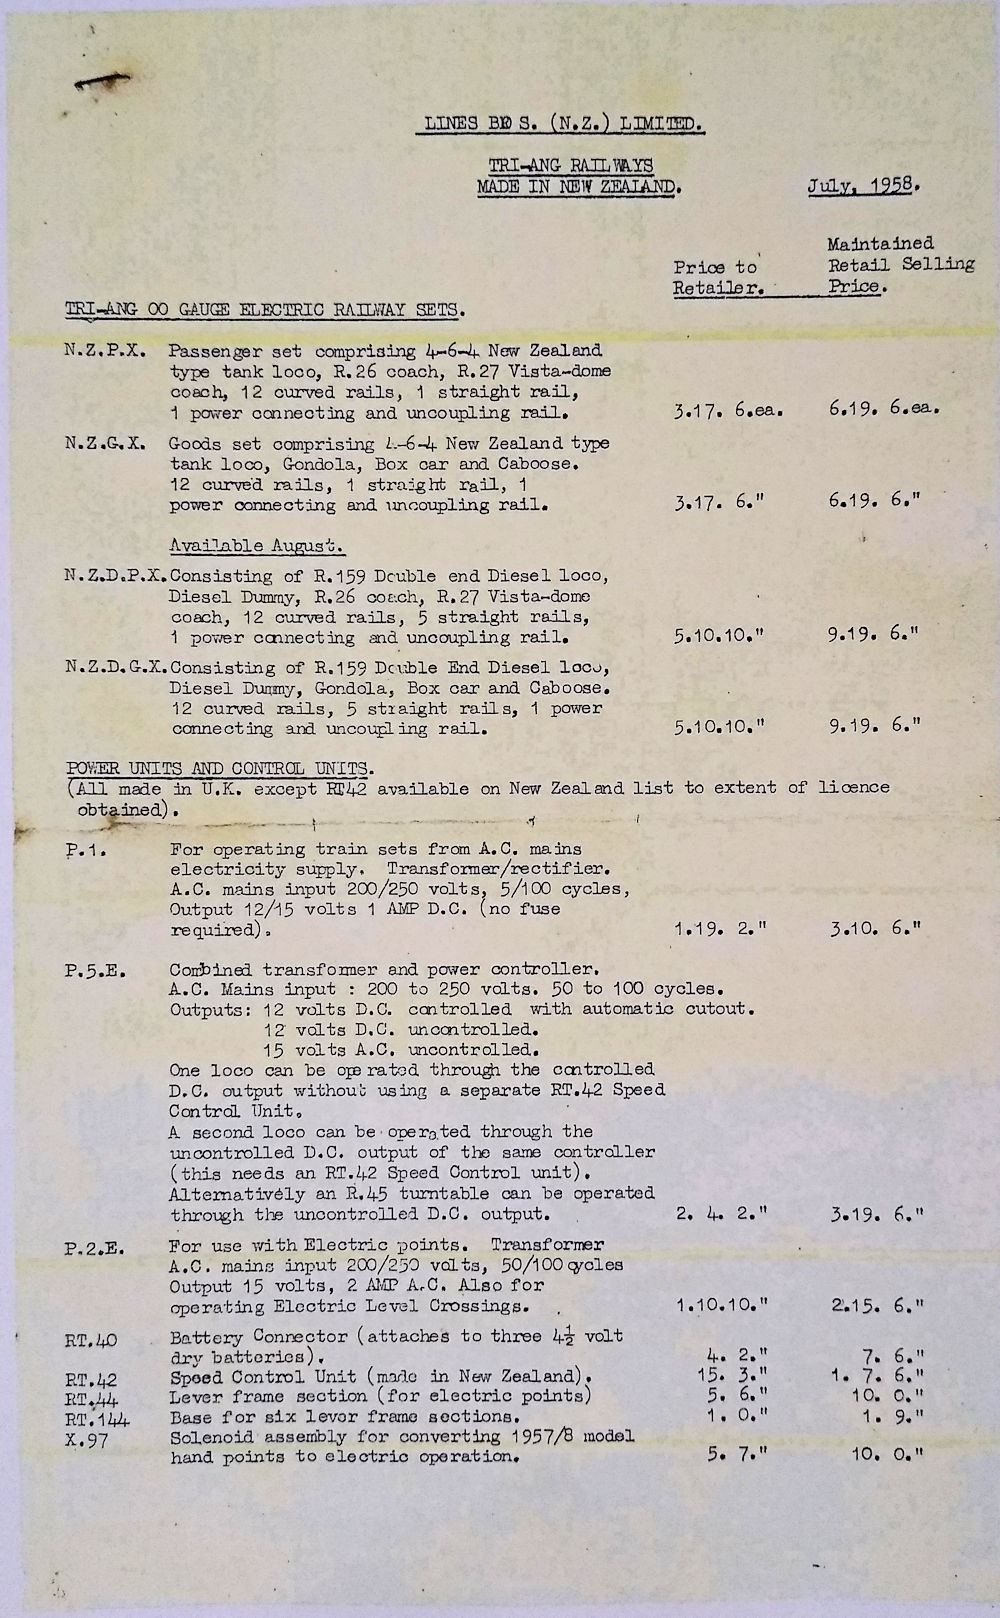 LINES BROS. (N.Z.) LIMITED.
TRI-ANG RAILWAYS
MADE IN NEW ZEALAND.
July, 1958.
Price to
Retailer.
Maintained
Retail Selling
Price.
TRI-ANG OO GAUGE ELECTRIC RAILWAY SETS.
N.Z.P.X. Passenger set comprising 4-6-4 New Zealand
type tank loco, R.26 coach, R.27 Vista-dome
coach, 12 curved rails, 1 straight rail,
1 power connecting and uncoupling rail. 3.17. 6.ea. 6.19. 6.ea.
N.Z.G.X. Goods set comprising 4-6-4 New Zealand type
tank loco, Gondola, Box car and Caboose.
12 curved rails, 1 straight rail, 1
power connecting and uncoupling rail. 3.17. 6." 6.19. 6."
Available August.
N.Z.D.P.X. Consisting of R.159 Double end Diesel loco,
Diesel Dummy, R.26 coach, R.27 Vista-dome
coach, 12 curved rails, 5 straight rails,
1 power connecting and uncoupling rail. 5.10.10." 9.19. 6."
N.Z.D.G.X. Consisting of R.159 Double End Diesel loco,
Diesel Dummy, Gondola, Box car and Caboose.
12 curved rails, 5 straight rails, 1 power
connecting and uncoupling rail. 5.10.10." 9.19. 6."
POWER UNITS AND CONTROL UNITS.
(All made in U.K. except RT42 available on New Zealand list to extent of licence
obtained).
P.1. For operating train sets from A.C. mains
electricity supply. Transformer/rectifier.
A.C. mains input 200/250 volts, 5/100 cycles,
Output 12/15 volts 1 AMP D.C. (no fuse
required). 1.19. 2." 3.10. 6."
P.5.E. Combined transformer and power controller.
A.C. Mains input : 200 to 250 volts. 50 to 100 cycles.
Outputs: 12 volts D.C. controlled with automatic cutout.
12 volts D.C. uncontrolled.
15 volts A.C. uncontrolled.
One loco can be operated through the controlled
D.C. output without using a separate RT.42 Speed
Control Unit.
A second loco can be operated through the
uncontrolled D.C. output of the same controller
(this needs an RT.42 Speed Control unit).
Alternatively an R.45 turntable can be operated
through the uncontrolled D.C. output. 2. 4. 2." 3.19. 6."
P.2.E. For use with Electric points. Transformer
A.C. mains input 200/250 volts, 50/100 cycles
Output 15 volts, 2 AMP A.C. Also for
operating Electric Level Crossings. 1.10.10." 2.15. 6."
RT.40 Battery Connector (attaches to three 4½ volt
dry batteries). 4. 2." 7. 6."
RT.42 Speed Control Unit (made in New Zealand). 15. 3." 1. 7. 6."
RT.44 Lever frame section (for electric points) 5. 6." 10. 0."
RT.144 Base for six lever frame sections. 1. 0." 1. 9."
X.97 Solenoid assembly for converting 1957/8 model
hand points to electric operation. 5. 7." 10. 0."